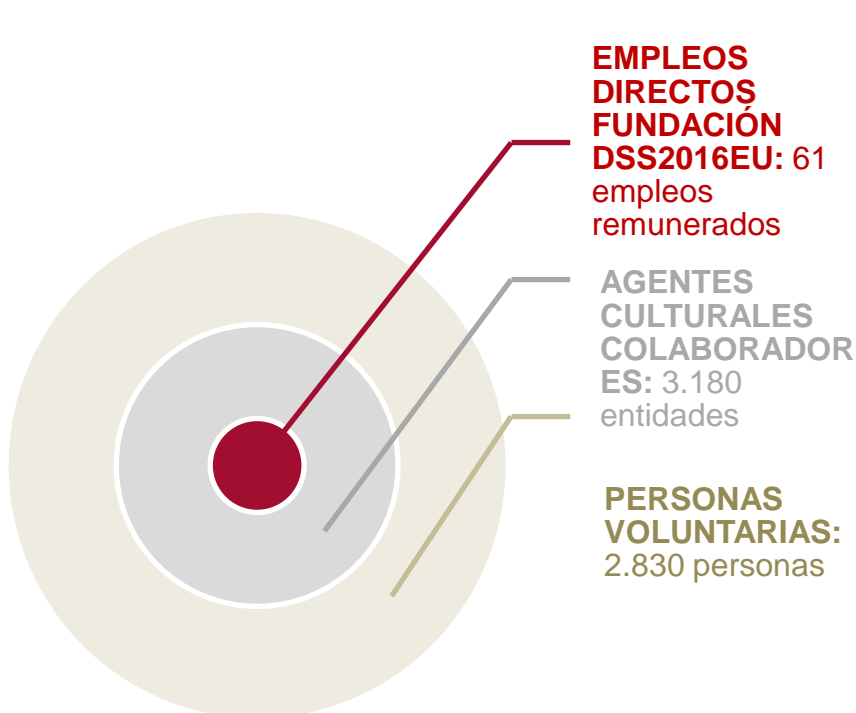 EMPLEOS
DIRECTOS
FUNDACIÓN
DSS2016EU: 61
empleos
remunerados
AGENTES
CULTURALES
COLABORADOR
ES: 3.180
entidades
PERSONAS
VOLUNTARIAS:
2.830 personas